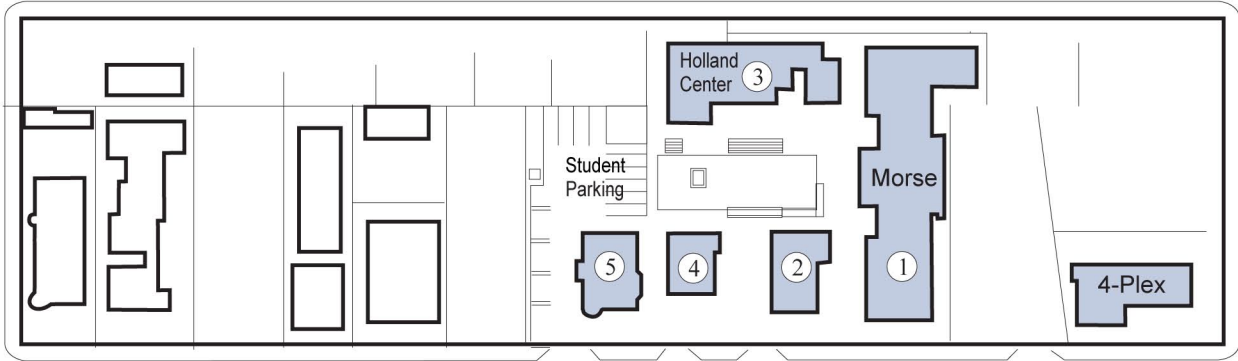 Holland
Center
3
Student
Parking
Morse
5
4
2
1
4-Plex